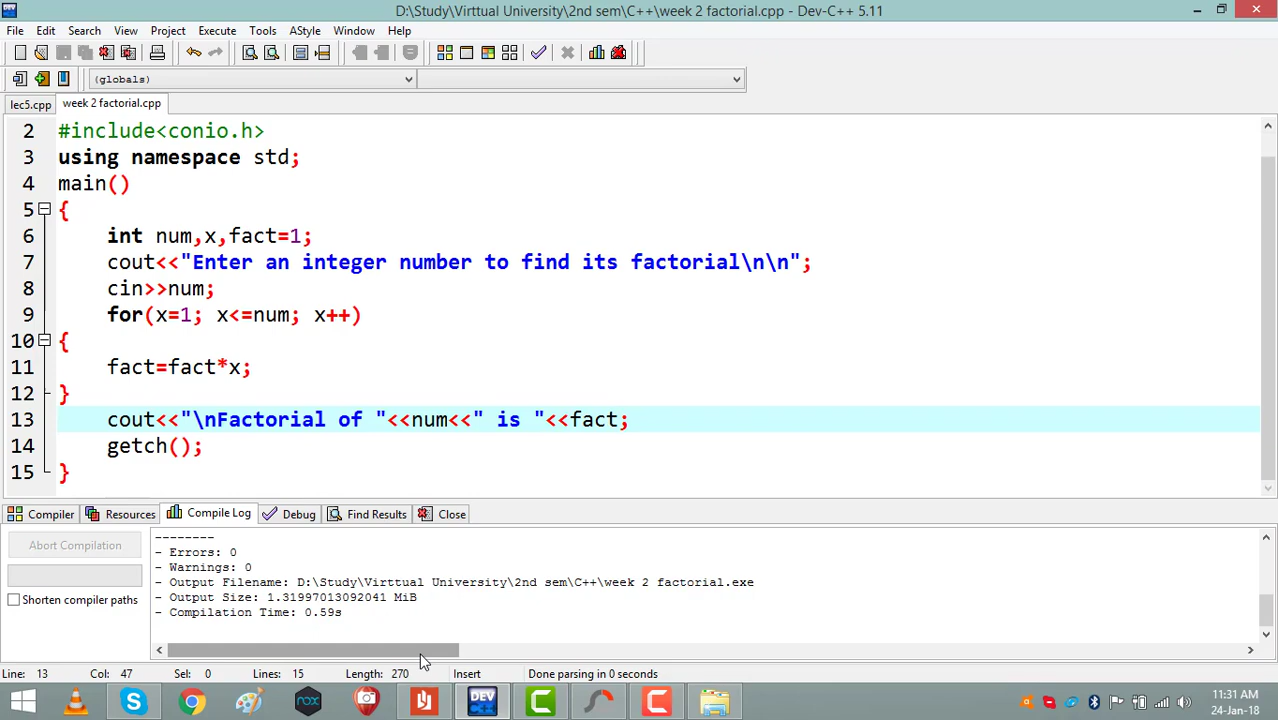 D:\Study\Virttual University\2nd sem\C++\week 2 factorial.cpp - Dev-C++ 5.11
File Edit Search View Project Execute Tools AStyle Window Help
(globals)
lec5.cpp week 2 factorial.cpp
2 #include<conio.h>
3 using namespace std;
4 main()
5 {
6 int num,x,fact=1;
7 cout<<"Enter an integer number to find its factorial\n\n";
8 cin>>num;
9 for(x=1; x<=num; x++)
10 {
11 fact=fact*x;
12 }
13 cout<<"\nFactorial of "<<num<<" is "<<fact;
14 getch();
15 }
Compiler Resources Compile Log Debug Find Results Close
Abort Compilation
Shorten compiler paths
--------
- Errors: 0
- Warnings: 0
- Output Filename: D:\Study\Virttual University\2nd sem\C++\week 2 factorial.exe
- Output Size: 1.31997013092041 MiB
- Compilation Time: 0.59s
Line: 13 Col: 47 Sel: 0 Lines: 15 Length: 270 Insert Done parsing in 0 seconds
nox
DEV
11:31 AM
24-Jan-18